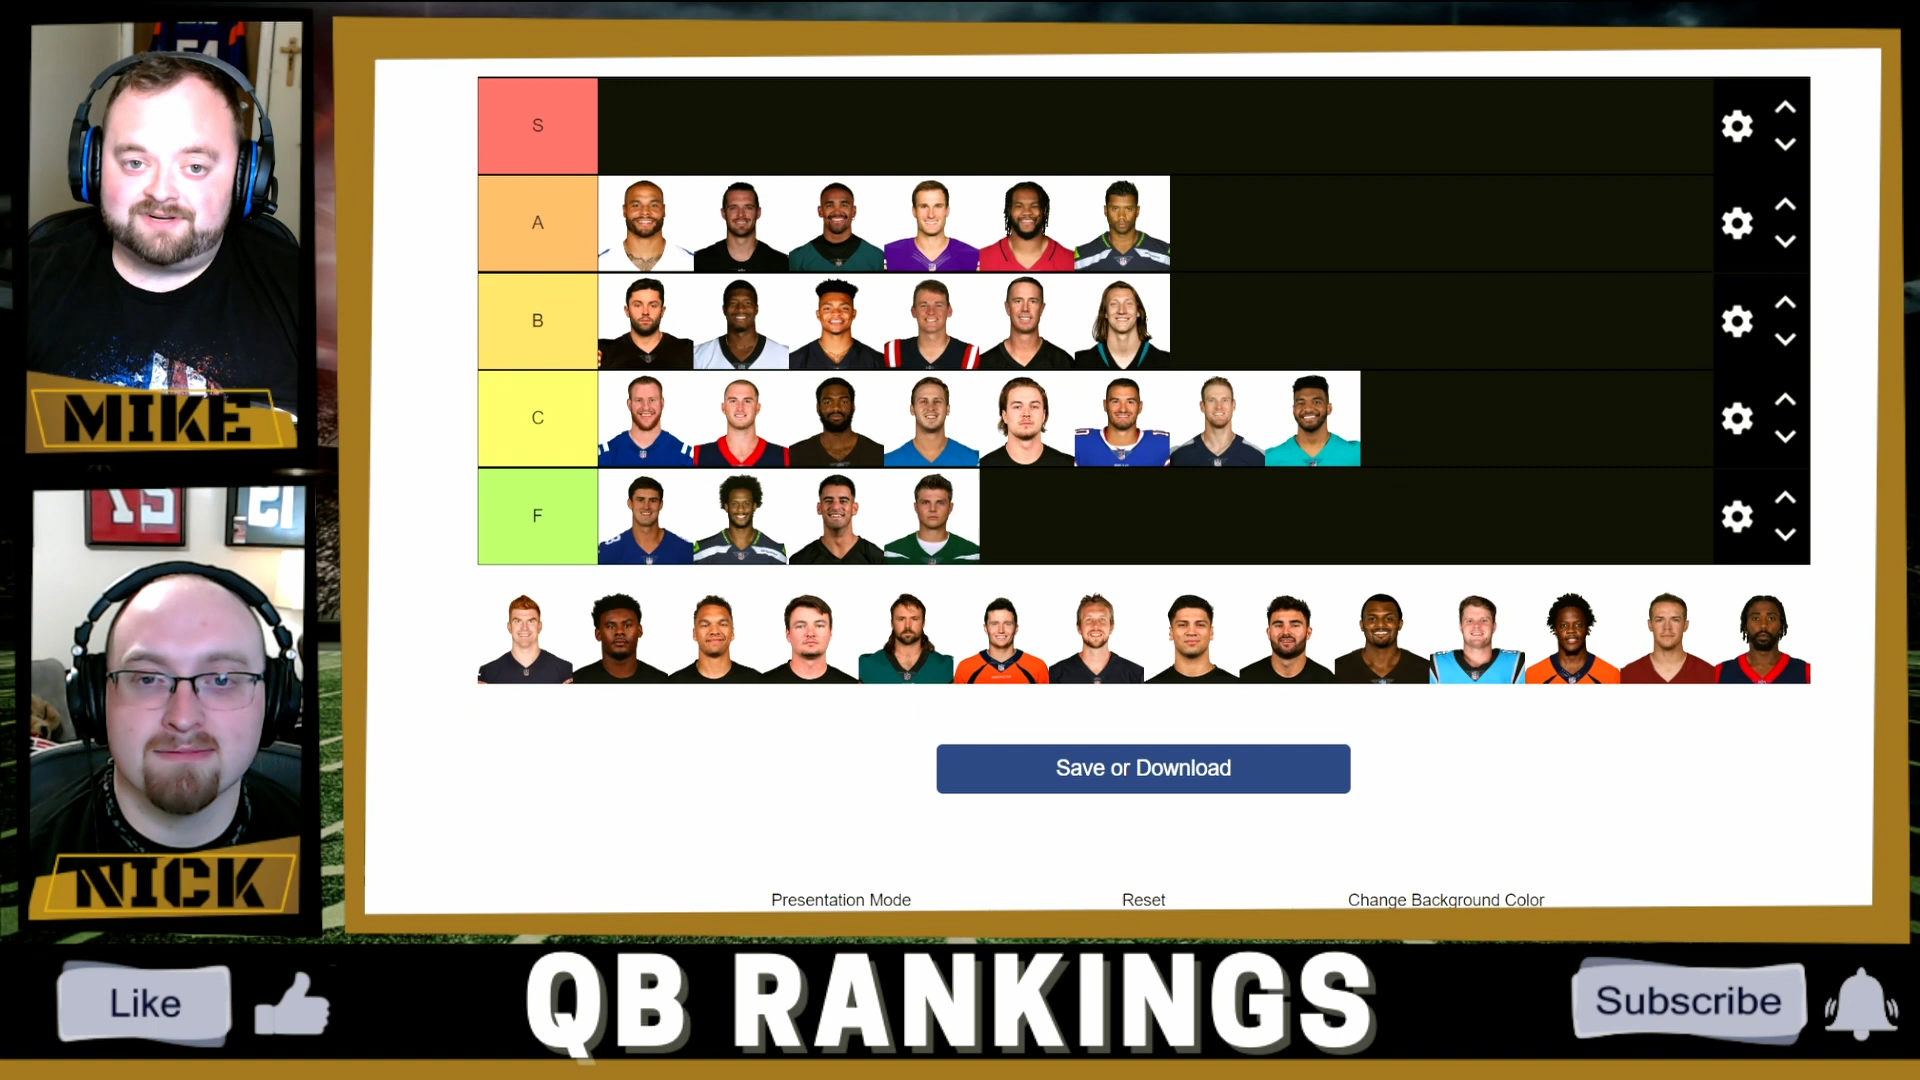 S
A
B
C
F
Save or Download
Presentation Mode
Reset
Change Background Color
MIKE
NICK
Like
QB RANKINGS
Subscribe